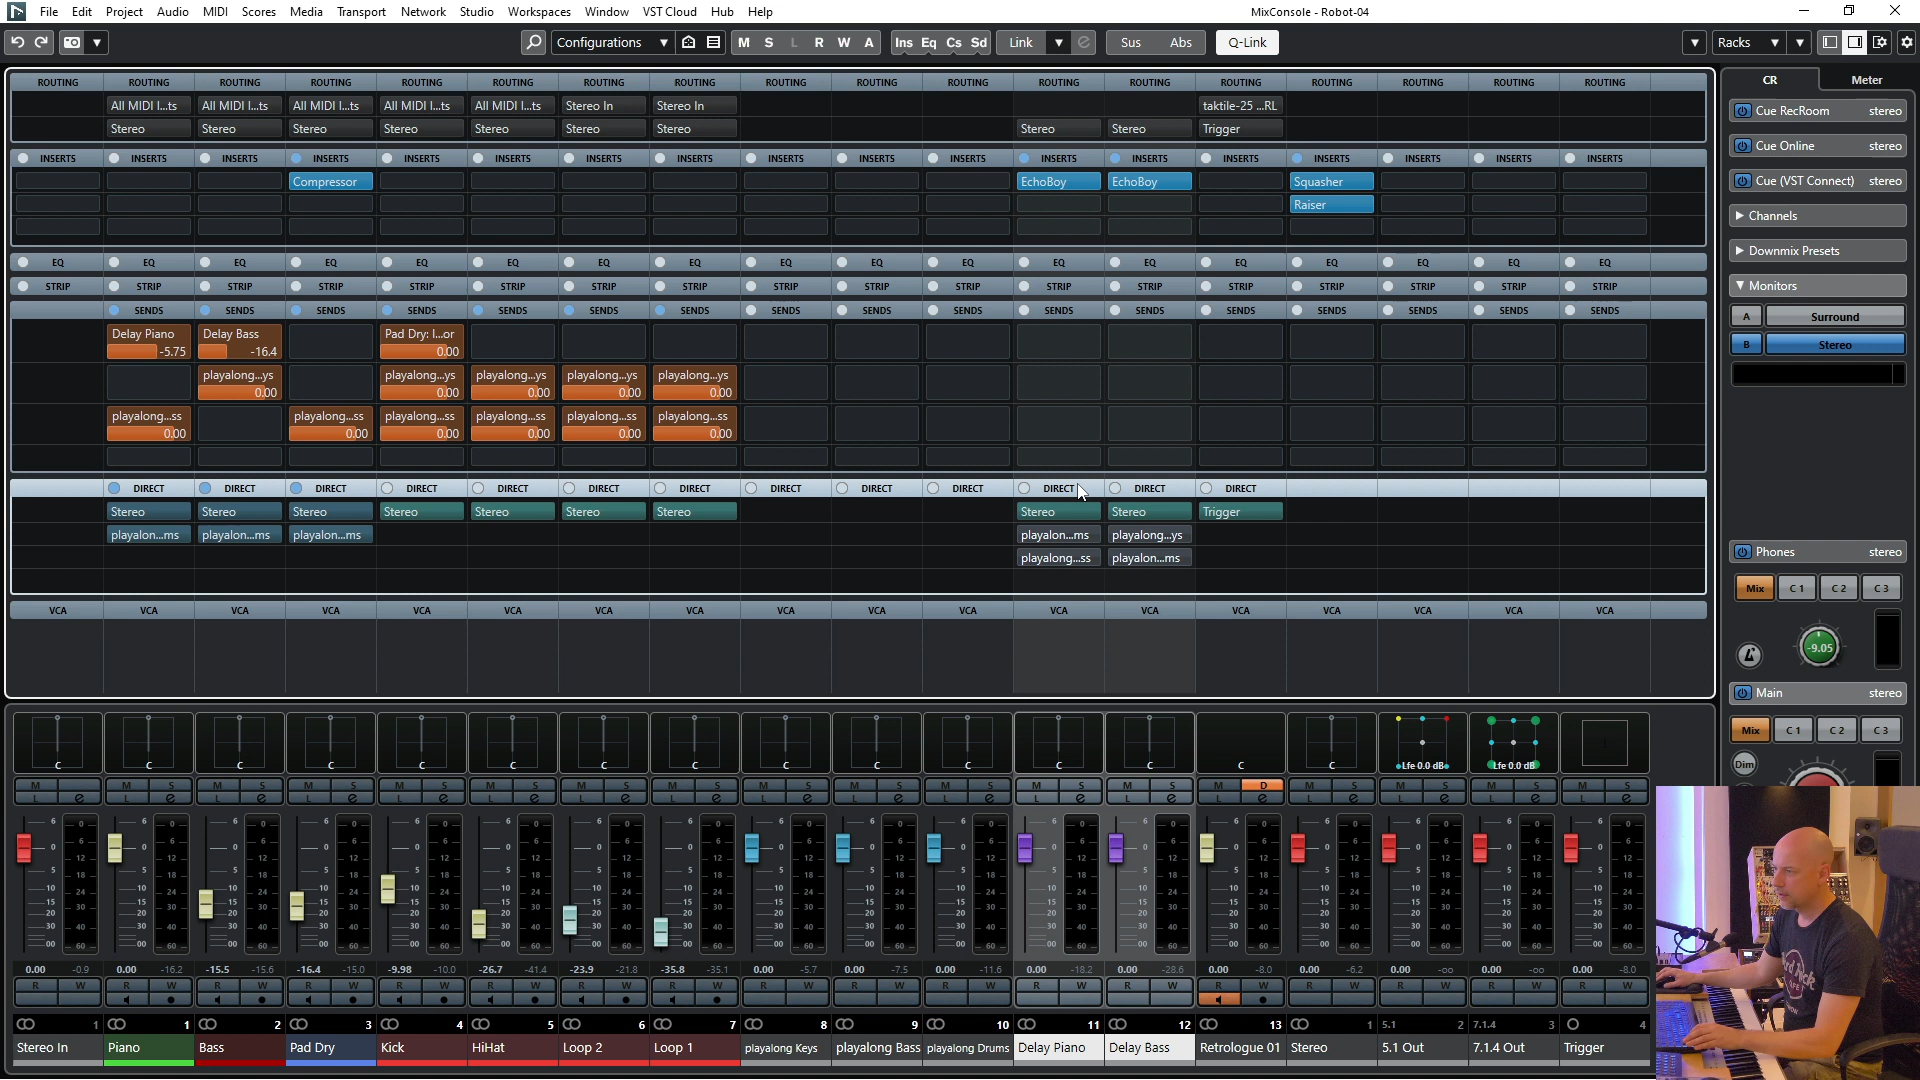 File Edit Project Audio MIDI Scores Media Transport Network Studio Workspaces Window VST Cloud Hub Help MixConsole - Robot-04
Configurations M S L R W A Ins Eq Cs Sd Link Sus Abs Q-Link Racks
ROUTING ROUTING ROUTING ROUTING ROUTING ROUTING ROUTING ROUTING ROUTING ROUTING ROUTING ROUTING ROUTING ROUTING ROUTING ROUTING ROUTING ROUTING CR Meter
All MIDI I...ts All MIDI I...ts All MIDI I...ts All MIDI I...ts All MIDI I...ts Stereo In Stereo In taktile-25 ...RL Cue RecRoom stereo
Stereo Stereo Stereo Stereo Stereo Stereo Stereo Stereo Stereo Trigger
Cue Online stereo
INSERTS INSERTS INSERTS INSERTS INSERTS INSERTS INSERTS INSERTS INSERTS INSERTS INSERTS INSERTS INSERTS INSERTS INSERTS INSERTS INSERTS INSERTS
Compressor EchoBoy EchoBoy Squasher Cue (VST Connect) stereo
Raiser
Channels
Downmix Presets
EQ EQ EQ EQ EQ EQ EQ EQ EQ EQ EQ EQ EQ EQ EQ EQ EQ EQ
STRIP STRIP STRIP STRIP STRIP STRIP STRIP STRIP STRIP STRIP STRIP STRIP STRIP STRIP STRIP STRIP STRIP STRIP Monitors
SENDS SENDS SENDS SENDS SENDS SENDS SENDS SENDS SENDS SENDS SENDS SENDS SENDS SENDS SENDS SENDS SENDS A Surround
Delay Piano Delay Bass Pad Dry: I...or B Stereo
-5.75 -16.4 0.00
playalong...ys playalong...ys playalong...ys playalong...ys playalong...ys
0.00 0.00 0.00 0.00 0.00
playalong...ss playalong...ss playalong...ss playalong...ss playalong...ss playalong...ss
0.00 0.00 0.00 0.00 0.00 0.00
DIRECT DIRECT DIRECT DIRECT DIRECT DIRECT DIRECT DIRECT DIRECT DIRECT DIRECT DIRECT DIRECT
Stereo Stereo Stereo Stereo Stereo Stereo Stereo Stereo Stereo Trigger
playalon...ms playalon...ms playalon...ms playalon...ms playalong...ys
playalong...ss playalon...ms Phones stereo
Mix C 1 C 2 C 3
VCA VCA VCA VCA VCA VCA VCA VCA VCA VCA VCA VCA VCA VCA VCA VCA VCA VCA
-9.05
Main stereo
Mix C 1 C 2 C 3
C C C C C C C C C C C C C C C Lfe 0.0 dB Lfe 0.0 dB Dim
M M S M S M S M S M S M S M S M S M S M S M S M S M D M S M S M S M S
L e L e L e L e L e L e L e L e L e L e L e L e L e L e L e L e L e L e
6 0 5 10 15 20 30 00
0 6 12 18 24 30 40 60
0.00 -0.9 0.00 -16.2 -15.5 -15.6 -16.4 -15.0 -9.98 -10.0 -26.7 -41.4 -23.9 -21.8 -35.8 -35.1 0.00 -5.7 0.00 -7.5 0.00 -11.6 0.00 -18.2 0.00 -28.6 0.00 -8.0 0.00 -6.2 0.00 -oo 0.00 -oo 0.00 -8.0
R W R W R W R W R W R W R W R W R W R W R W R W R W R W R W R W R W R W
1 1 2 3 4 5 6 7 8 9 10 11 12 13 1 5.1 2 7.1.4 3 4
Stereo In Piano Bass Pad Dry Kick HiHat Loop 2 Loop 1 playalong Keys playalong Bass playalong Drums Delay Piano Delay Bass Retrologue 01 Stereo 5.1 Out 7.1.4 Out Trigger